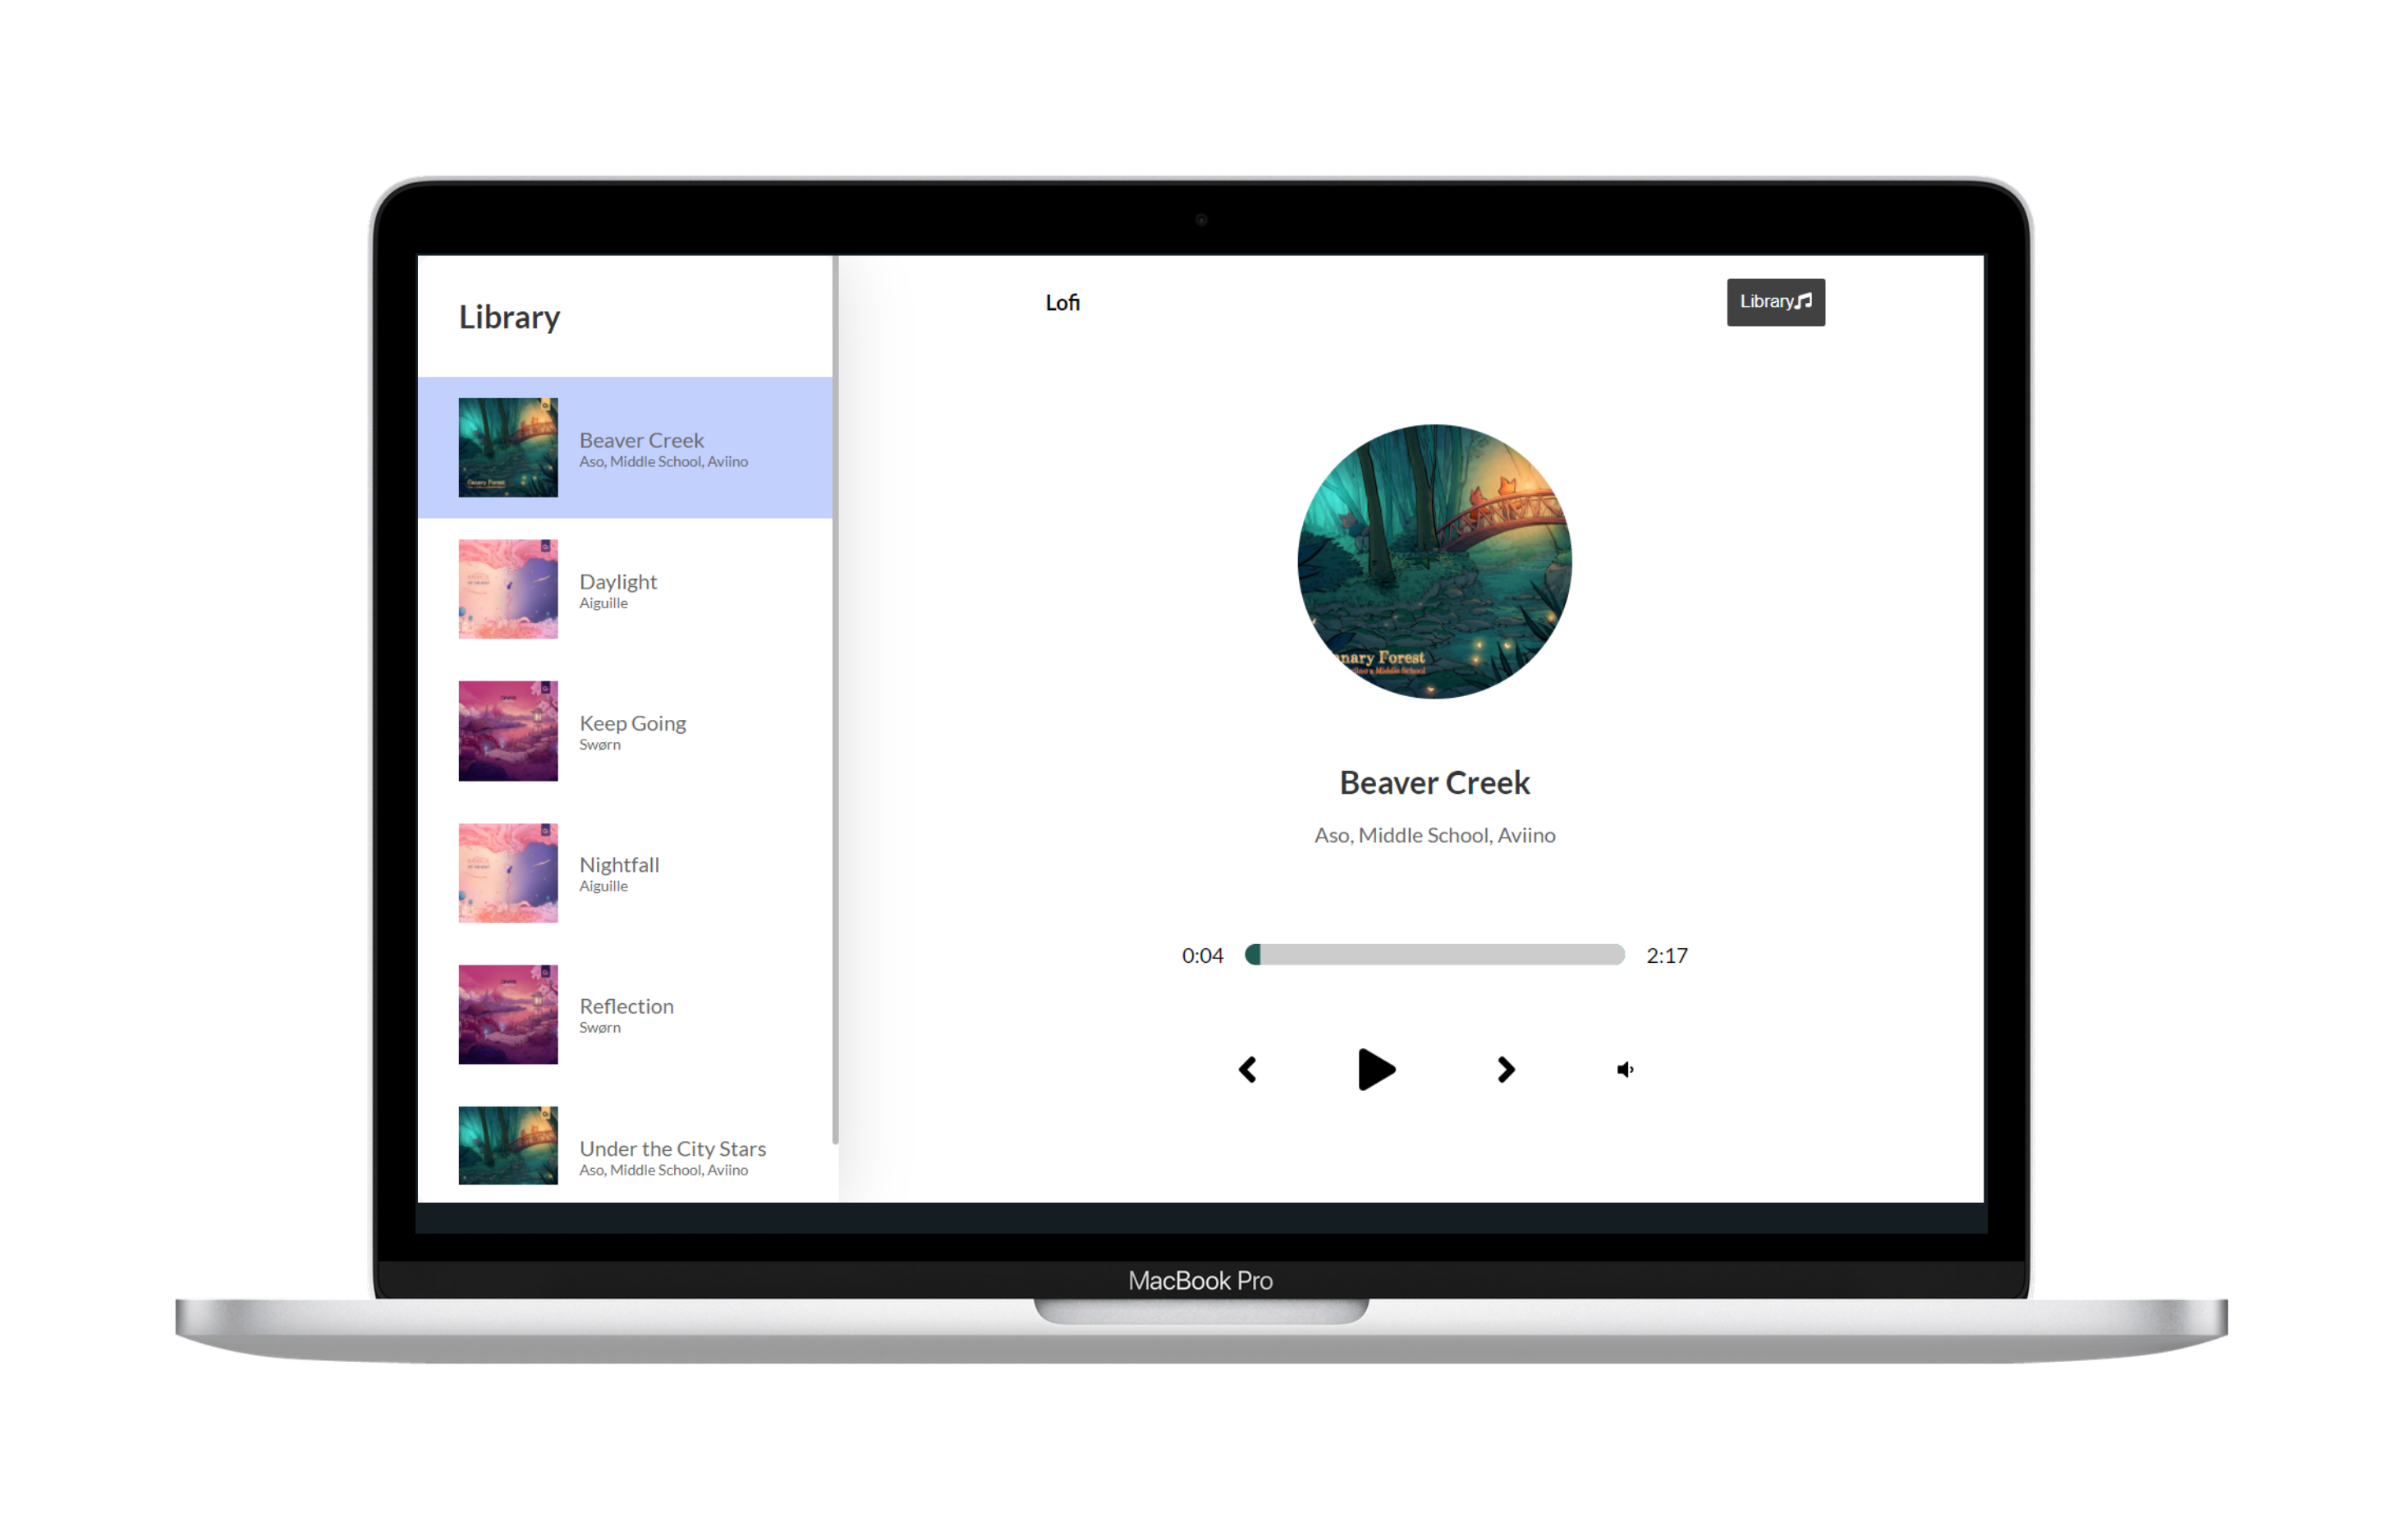 Library
Beaver Creek
Aso, Middle School, Aviino
Daylight
Aiguille
Keep Going
Swørn
Nightfall
Aiguille
Reflection
Swørn
Under the City Stars
Aso, Middle School, Aviino
Lofi
Library
nary Forest
Middle School
Beaver Creek
Aso, Middle School, Aviino
0:04
2:17
MacBook Pro